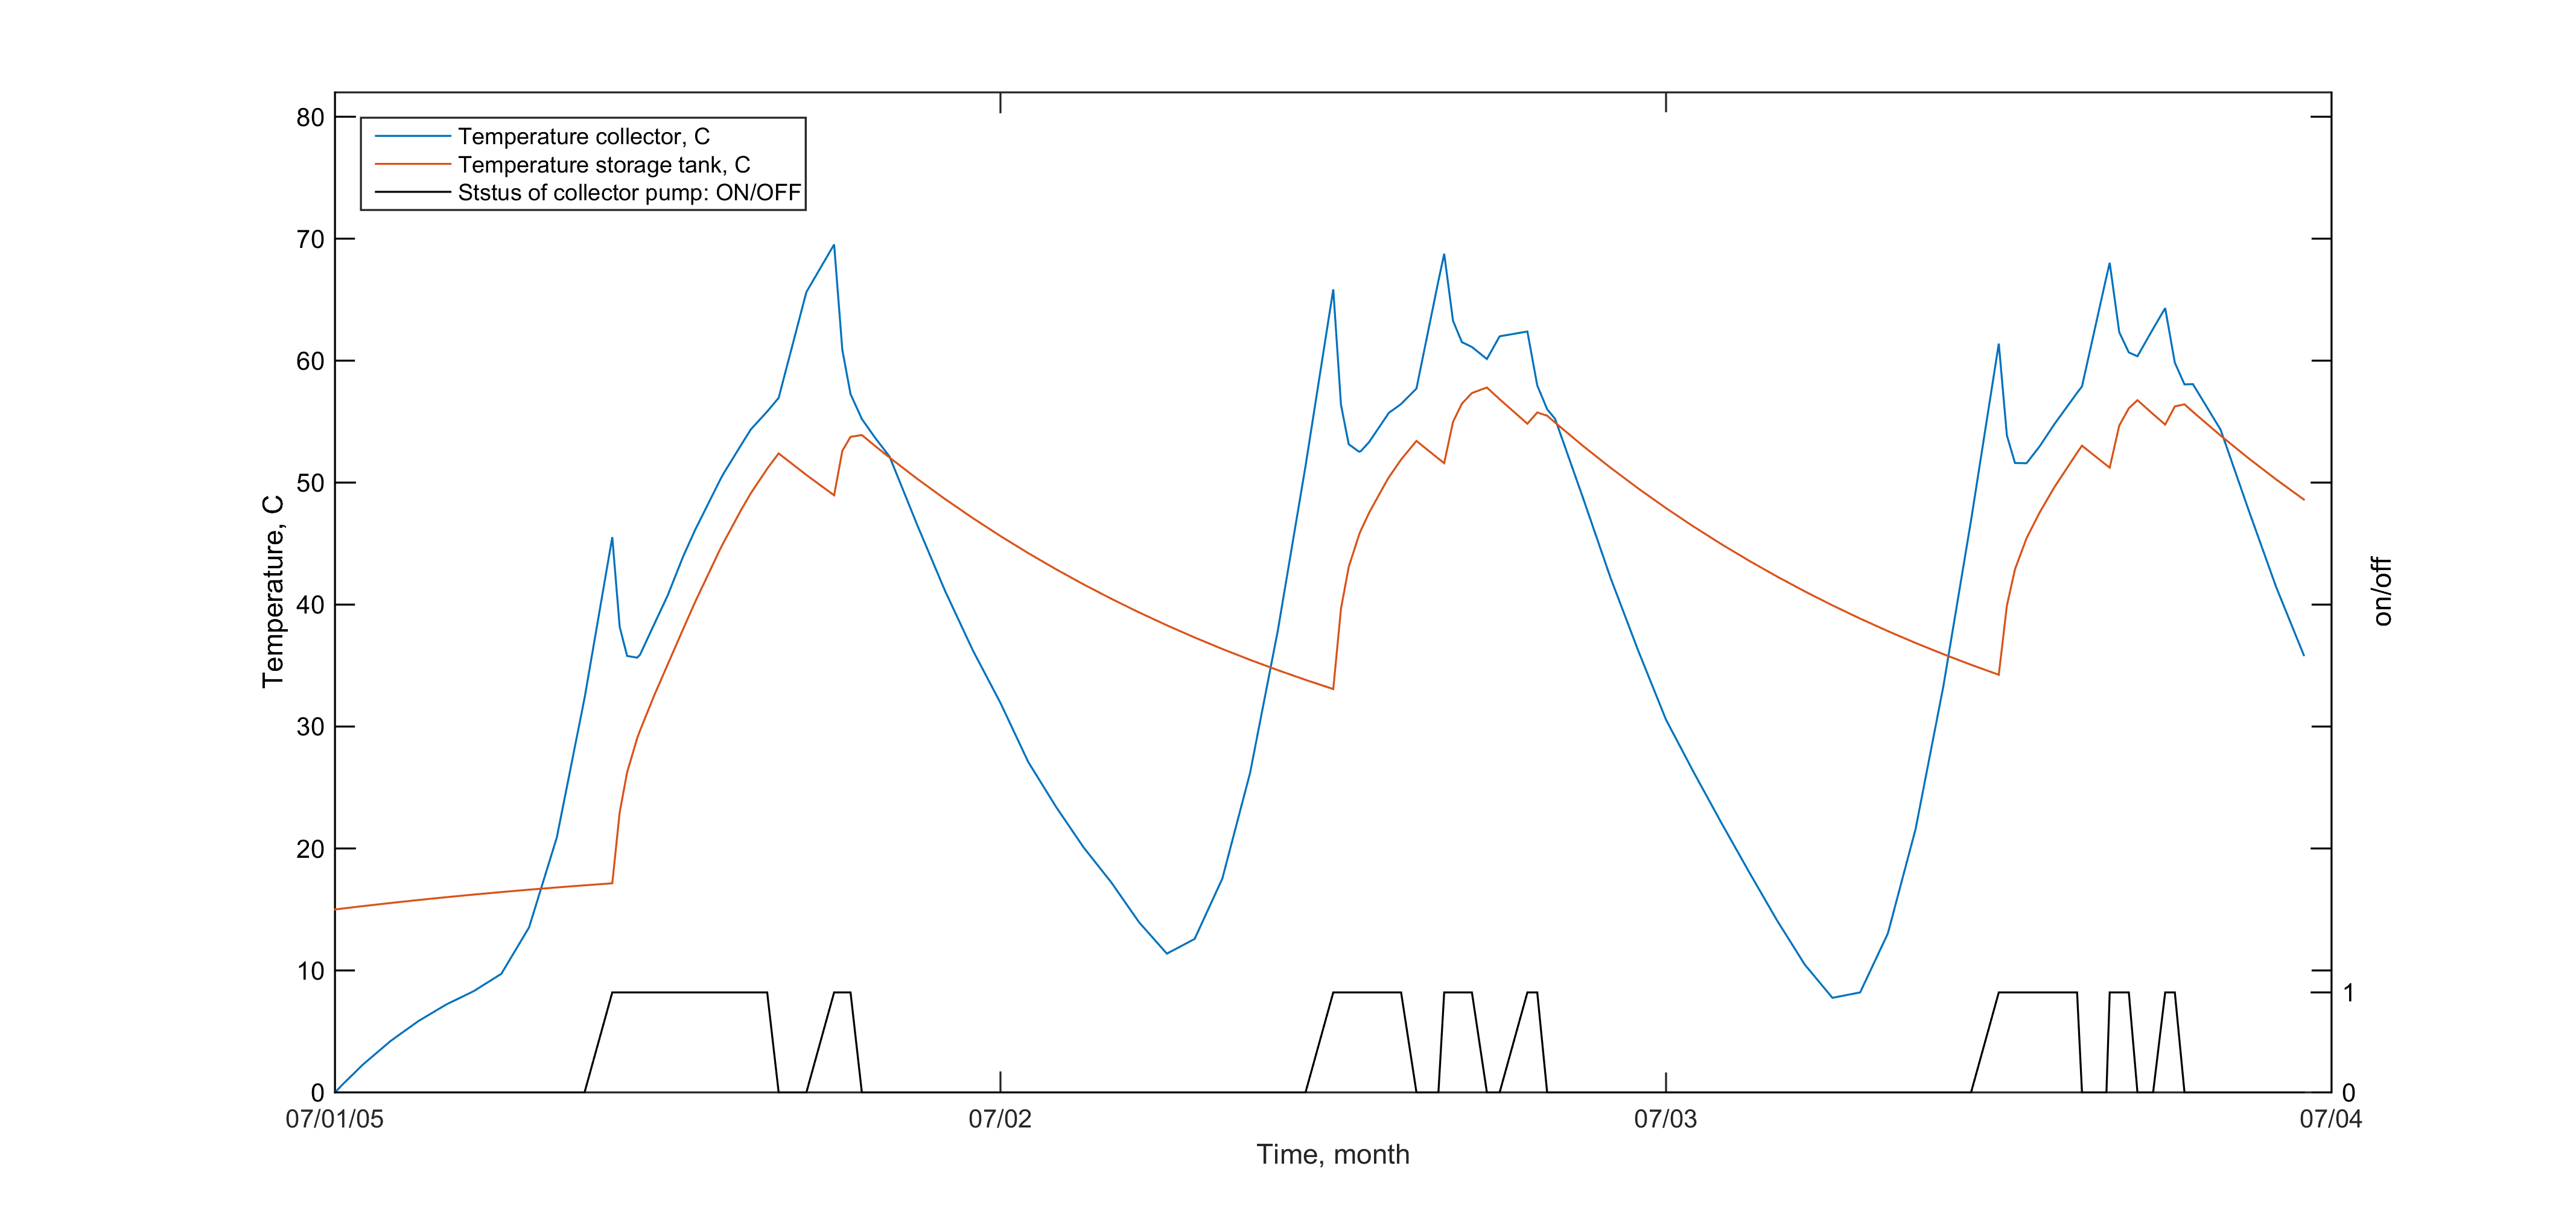 80
Temperature collector, C
Temperature storage tank, C
Ststus of collector pump: ON/OFF
70
60
50
40
30
20
10
0
Temperature, C
on/off
1
0
07/01/05
07/02
07/03
07/04
Time, month